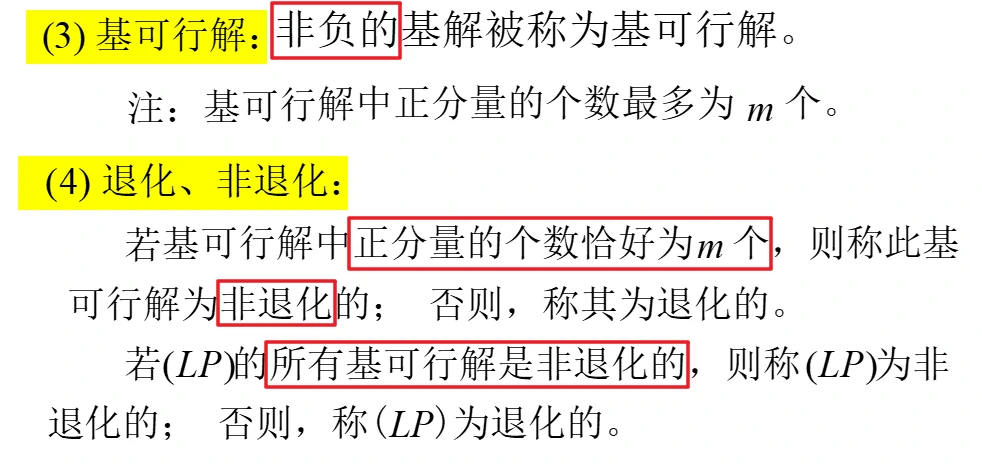 (3) 基可行解：非负的基解被称为基可行解。
注：基可行解中正分量的个数最多为 m 个。
(4) 退化、非退化：
若基可行解中正分量的个数恰好为m 个，则称此基
可行解为非退化的； 否则，称其为退化的。
若(LP)的所有基可行解是非退化的，则称(LP)为非
退化的； 否则，称(LP)为退化的。